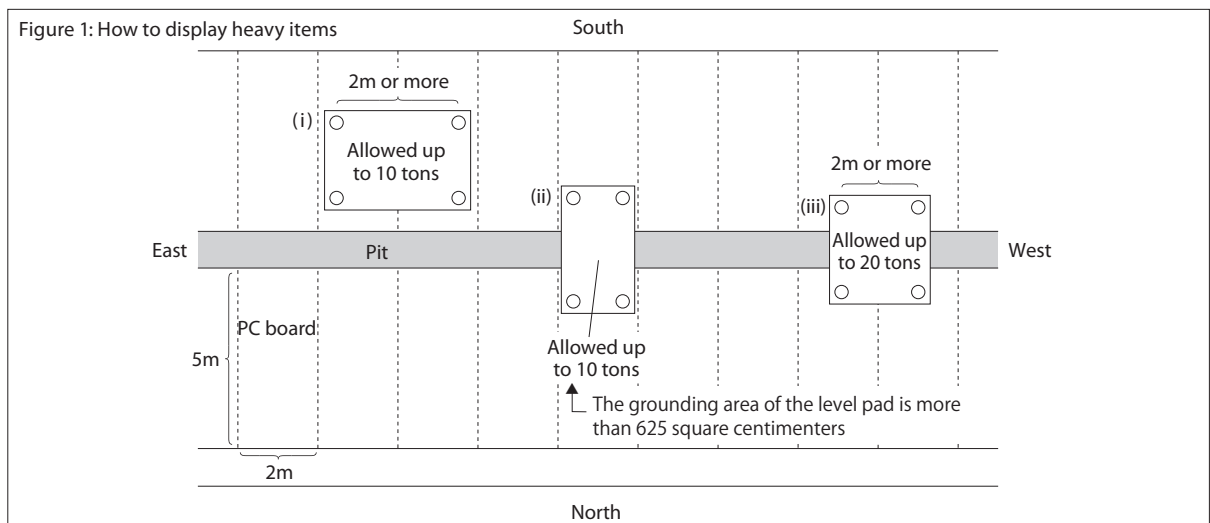 Figure 1: How to display heavy items
South
2m or more
(i)
Allowed up
to 10 tons
2m or more
(ii)
(iii)
East
Pit
Allowed up
to 20 tons
West
PC board
5m
Allowed up
to 10 tons
The grounding area of the level pad is more
than 625 square centimenters
2m
North